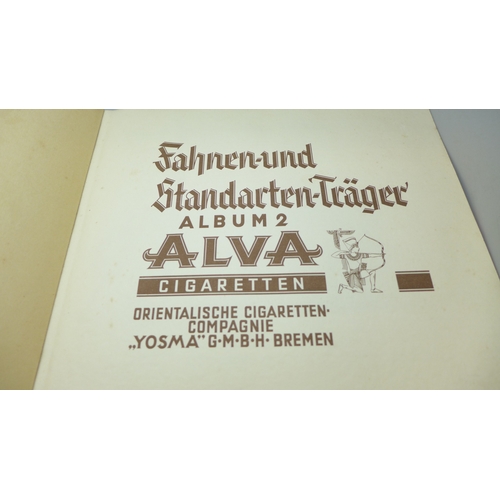 Fahnen-und
Standarten-Träger
ALBUM 2
ALVA
CIGARETTEN
ORIENTALISCHE CIGARETTEN-
COMPAGNIE
„YOSMA" G·M·B·H· BREMEN